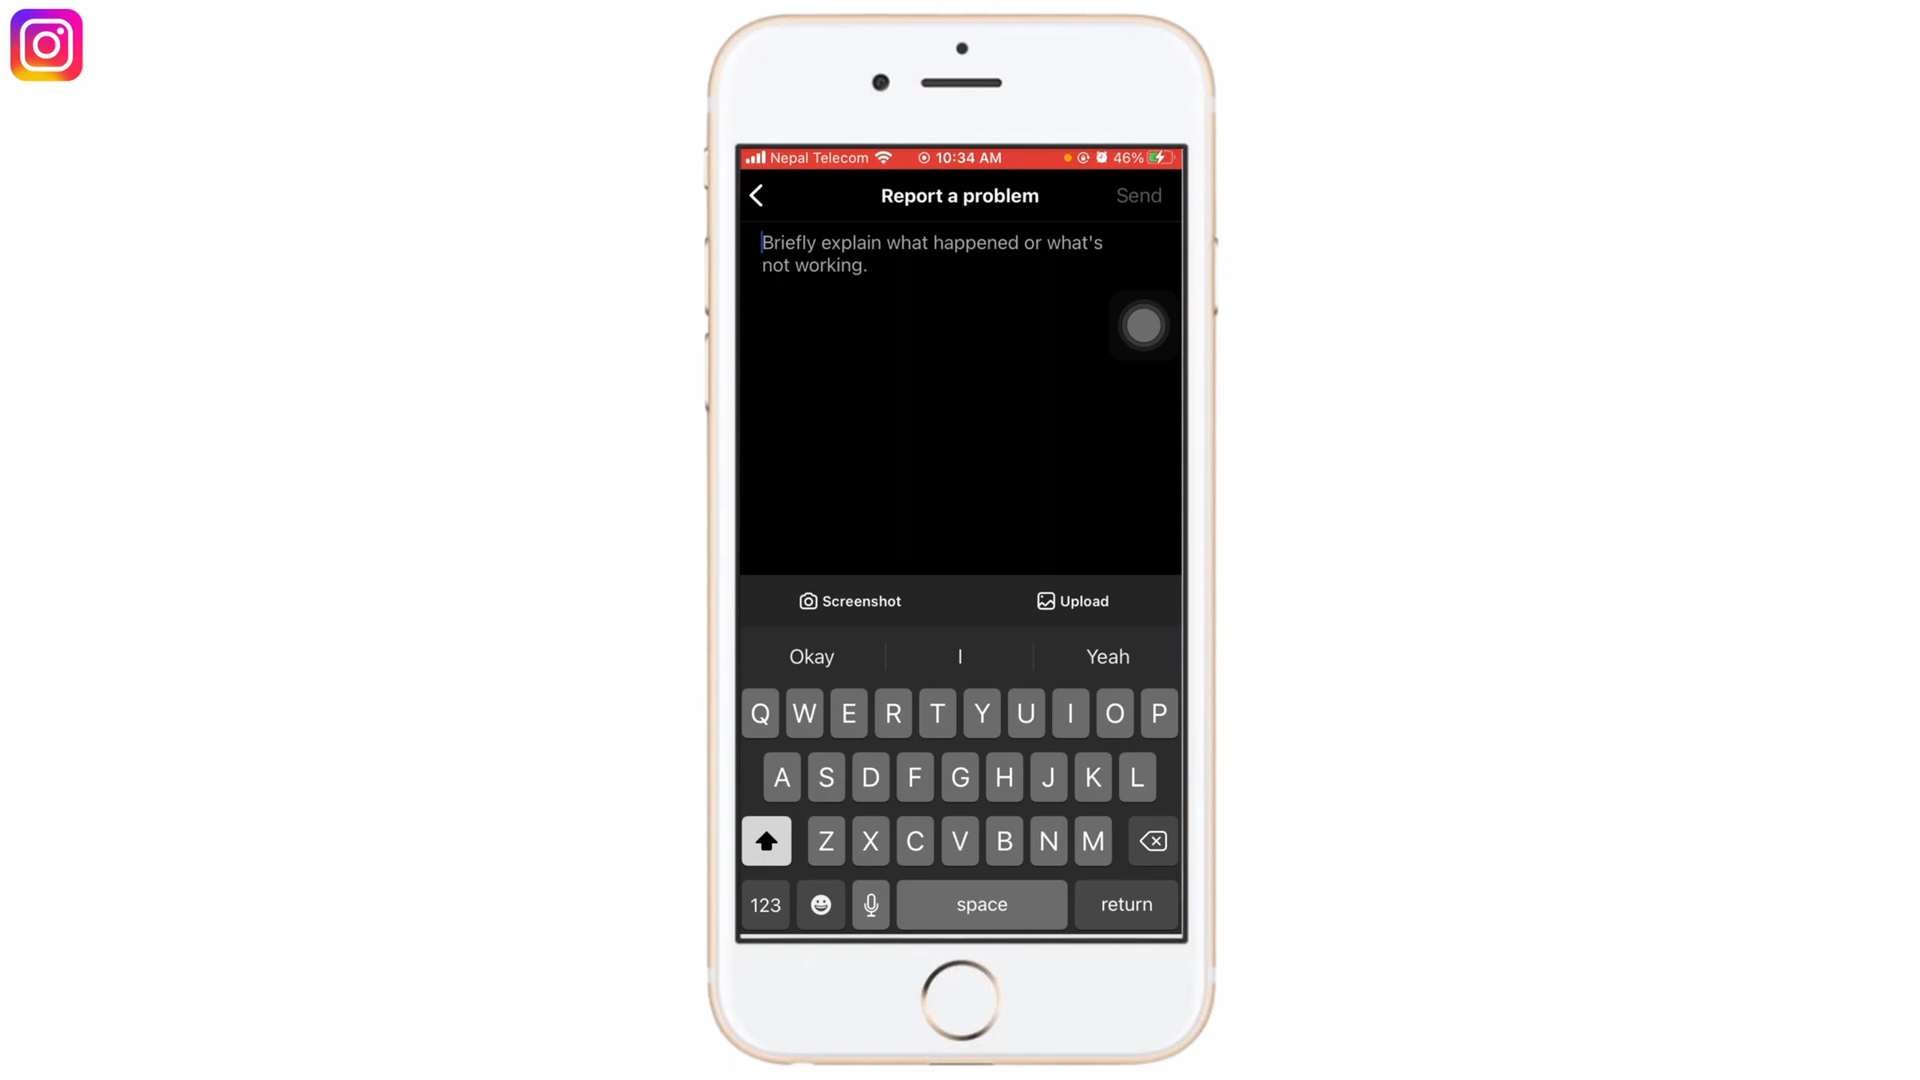 Nepal Telecom 10:34 AM 46%
Report a problem Send
Briefly explain what happened or what's
not working.
Screenshot Upload
Okay I Yeah
Q W E R T Y U I O P
A S D F G H J K L
Z X C V B N M
123 space return